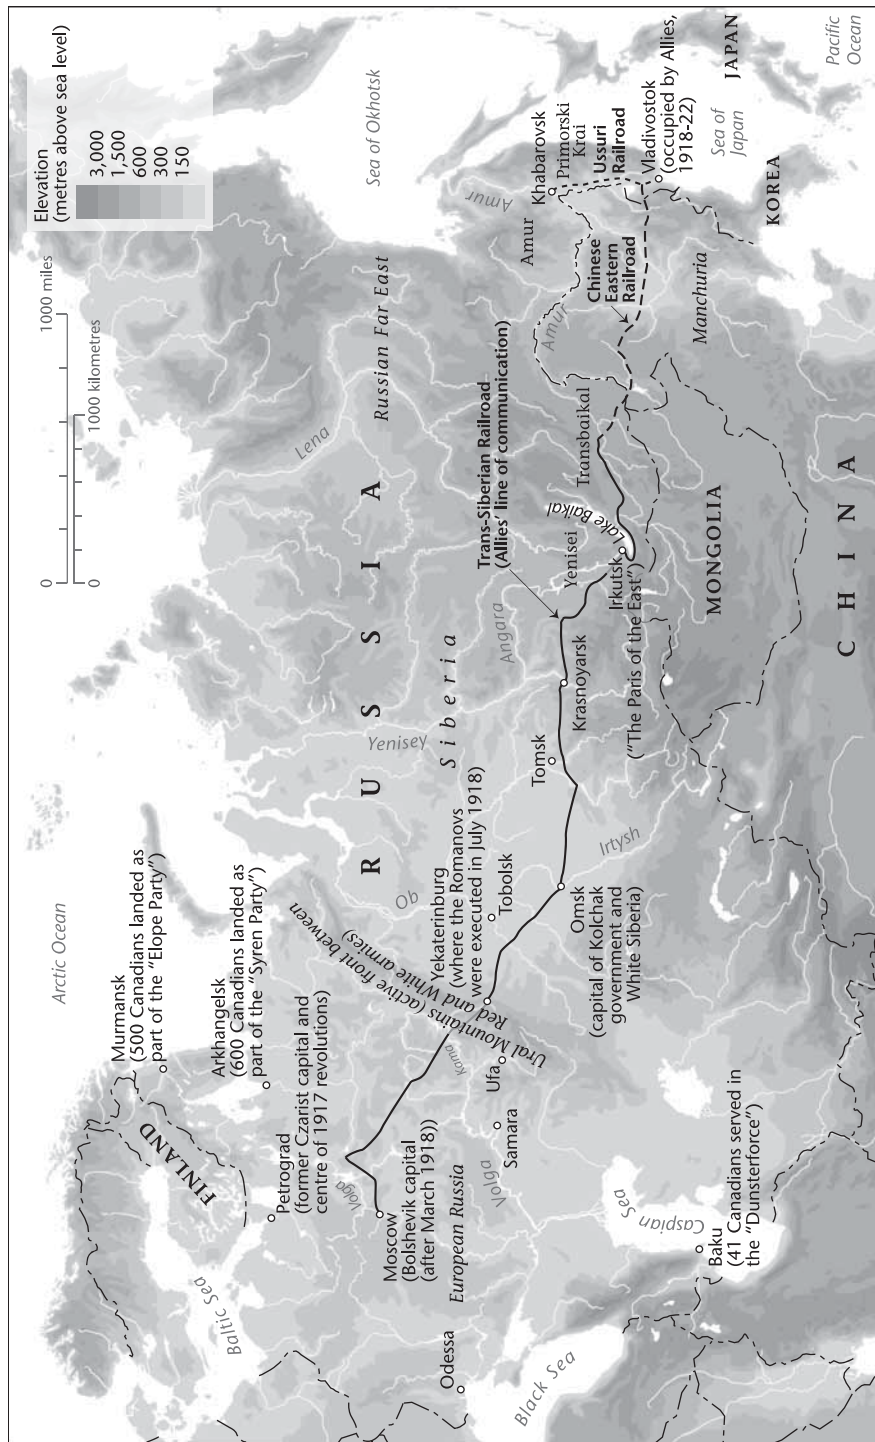 Elevation
(metres above sea level)
3,000
1,500
600
300
150
0
1000 miles
0
1000 kilometres
Arctic Ocean
Sea of Okhotsk
Pacific
Ocean
JAPAN
Sea of
Japan
KOREA
Murmansk
(500 Canadians landed as
part of the “Elope Party”)
Arkhangelsk
(600 Canadians landed as
part of the “Syren Party”)
FINLAND
Petrograd
(former Czarist capital and
centre of 1917 revolutions)
Baltic Sea
Moscow
(Bolshevik capital
(after March 1918))
Volga
European Russia
Volga
Kama
Samara
Ufa
Odessa
Black Sea
Caspian Sea
Baku
(41 Canadians served in
the “Dunsterforce”)
Ural Mountains (active front between
Red and White armies)
Yekaterinburg
(where the Romanovs
were executed in July 1918)
Tobolsk
Ob
Omsk
(capital of Kolchak
government and
White Siberia)
Irtysh
RUSSIA
Siberia
Yenisey
Tomsk
Krasnoyarsk
Angara
Yenisei
Irkutsk
(“The Paris of the East”)
Lake Baikal
Trans-Siberian Railroad
(Allies’ line of communication)
Transbaikal
Lena
Russian Far East
MONGOLIA
CHINA
Amur
Amur
Amur
Chinese
Eastern
Railroad
Manchuria
Khabarovsk
Primorski
Krai
Ussuri
Railroad
Vladivostok
(occupied by Allies,
1918-22)